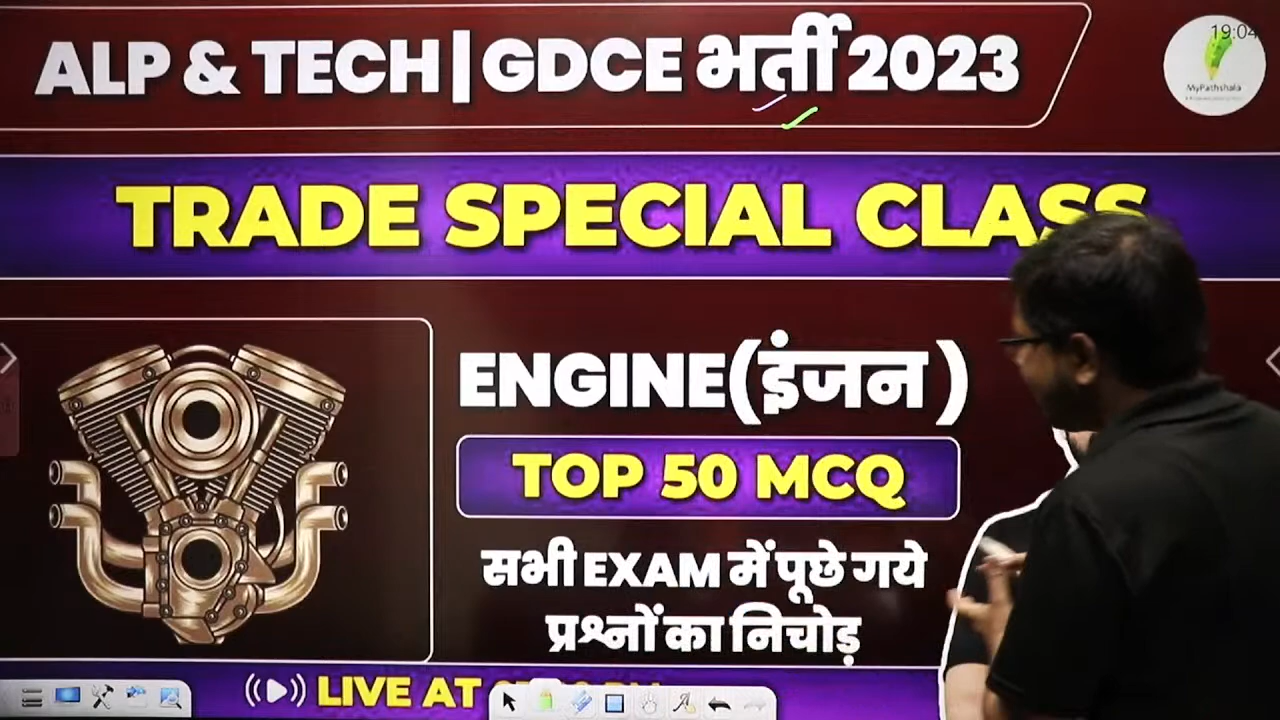 ALP & TECH | GDCE भर्ती 2023
19:04
MyPathshala
TRADE SPECIAL CLASS
ENGINE (इंजन )
TOP 50 MCQ
सभी EXAM में पूछे गये
प्रश्नों का निचोड़
LIVE AT